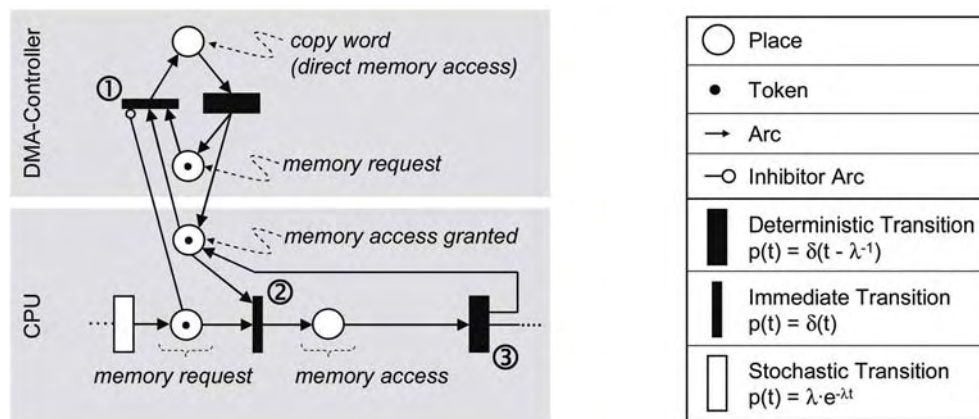 DMA-Controller
copy word
(direct memory access)
①
memory request
CPU
memory access granted
②
③
memory request
memory access
Place
Token
Arc
Inhibitor Arc
Deterministic Transition
p(t) = δ(t - λ⁻¹)
Immediate Transition
p(t) = δ(t)
Stochastic Transition
p(t) = λ·e^-λt